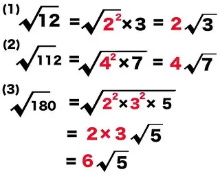 (1) √12 = √2²×3 = 2√3
(2) √112 = √4²×7 = 4√7
(3) √180 = √2²×3²×5
= 2×3√5
= 6√5